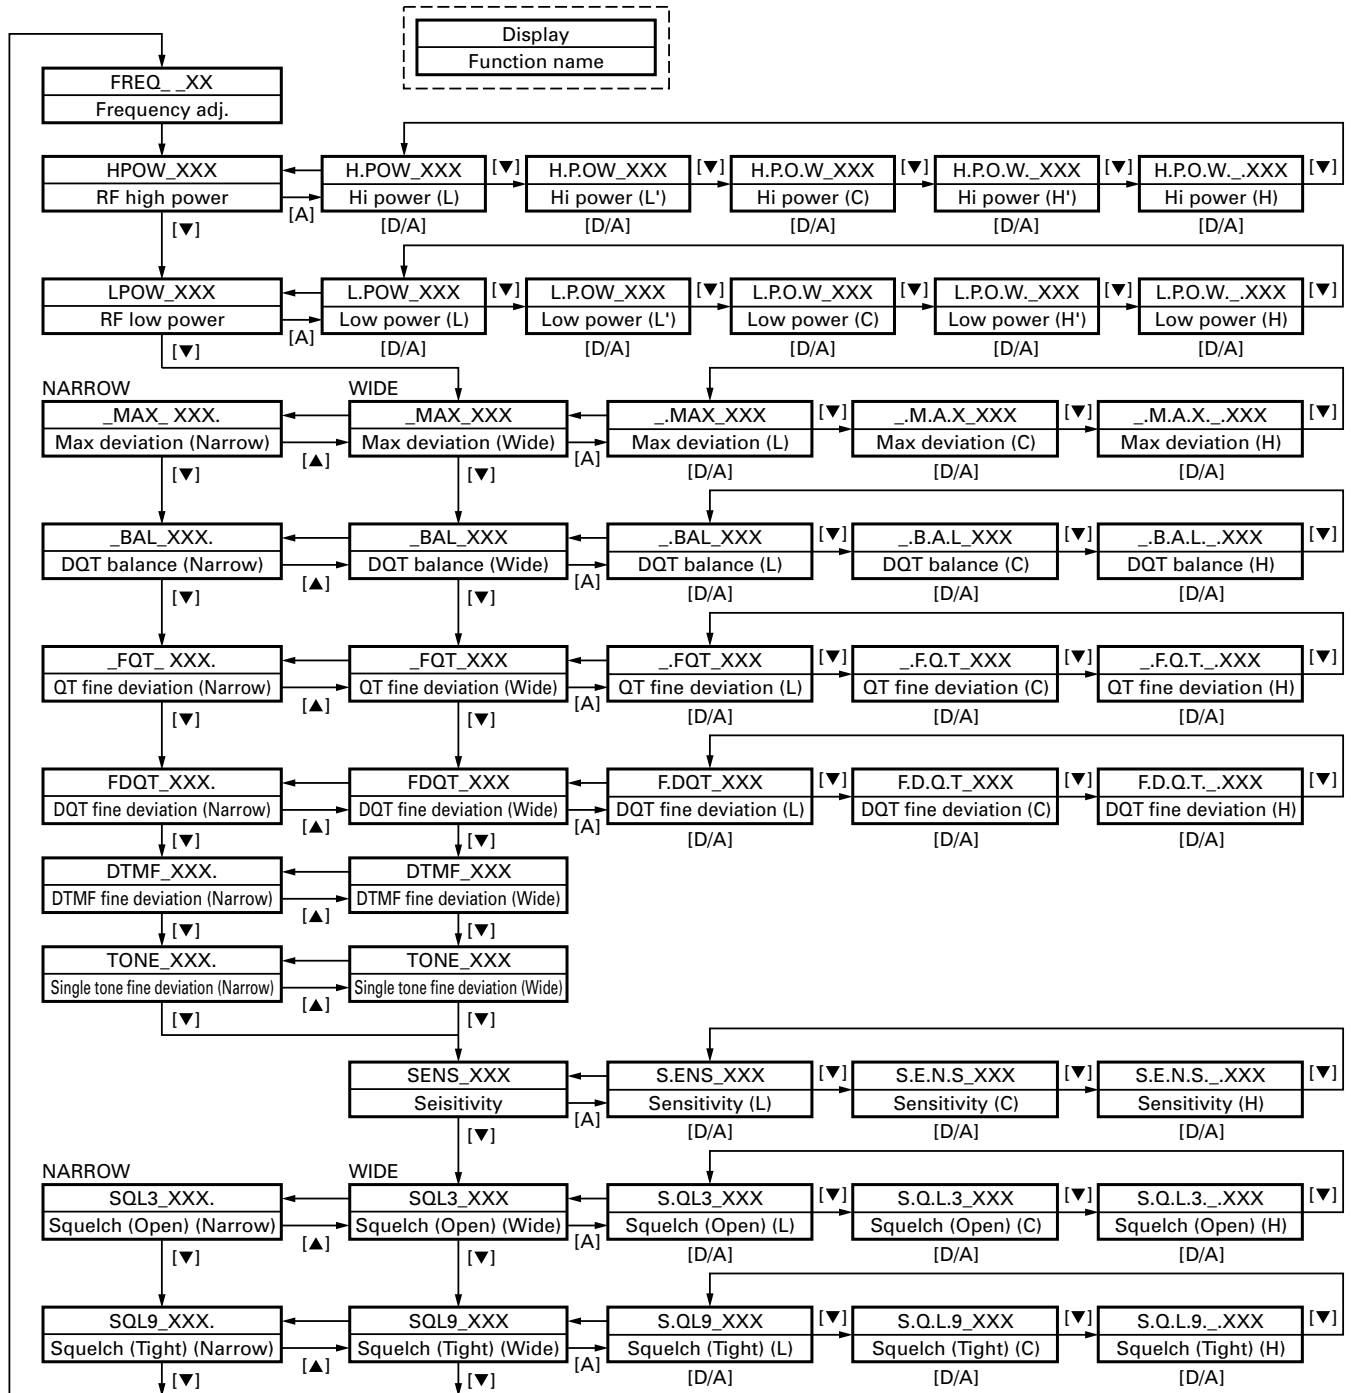 Display
Function name
FREQ_ _XX
Frequency adj.
HPOW_XXX
RF high power
[A]
[▼]
H.POW_XXX
Hi power (L)
[D/A]
[▼]
H.P.OW_XXX
Hi power (L')
[D/A]
[▼]
H.P.O.W_XXX
Hi power (C)
[D/A]
[▼]
H.P.O.W._XXX
Hi power (H')
[D/A]
[▼]
H.P.O.W._.XXX
Hi power (H)
[D/A]
[▼]
LPOW_XXX
RF low power
[A]
[▼]
L.POW_XXX
Low power (L)
[D/A]
[▼]
L.P.OW_XXX
Low power (L')
[D/A]
[▼]
L.P.O.W_XXX
Low power (C)
[D/A]
[▼]
L.P.O.W._XXX
Low power (H')
[D/A]
[▼]
L.P.O.W._.XXX
Low power (H)
[D/A]
[▼]
NARROW
WIDE
_MAX_ XXX.
Max deviation (Narrow)
[▼]
[▲]
_MAX_XXX
Max deviation (Wide)
[▼]
[A]
_.MAX_XXX
Max deviation (L)
[D/A]
[▼]
_.M.A.X_XXX
Max deviation (C)
[D/A]
[▼]
_.M.A.X._.XXX
Max deviation (H)
[D/A]
[▼]
_BAL_XXX.
DQT balance (Narrow)
[▼]
[▲]
_BAL_XXX
DQT balance (Wide)
[▼]
[A]
_.BAL_XXX
DQT balance (L)
[D/A]
[▼]
_.B.A.L_XXX
DQT balance (C)
[D/A]
[▼]
_.B.A.L._.XXX
DQT balance (H)
[D/A]
[▼]
_FQT_ XXX.
QT fine deviation (Narrow)
[▼]
[▲]
_FQT_XXX
QT fine deviation (Wide)
[▼]
[A]
_.FQT_XXX
QT fine deviation (L)
[D/A]
[▼]
_.F.Q.T_XXX
QT fine deviation (C)
[D/A]
[▼]
_.F.Q.T._.XXX
QT fine deviation (H)
[D/A]
[▼]
FDQT_XXX.
DQT fine deviation (Narrow)
[▼]
[▲]
FDQT_XXX
DQT fine deviation (Wide)
[▼]
[A]
F.DQT_XXX
DQT fine deviation (L)
[D/A]
[▼]
F.D.Q.T_XXX
DQT fine deviation (C)
[D/A]
[▼]
F.D.Q.T._.XXX
DQT fine deviation (H)
[D/A]
[▼]
DTMF_XXX.
DTMF fine deviation (Narrow)
[▼]
[▲]
DTMF_XXX
DTMF fine deviation (Wide)
[▼]
TONE_XXX.
Single tone fine deviation (Narrow)
[▼]
[▲]
TONE_XXX
Single tone fine deviation (Wide)
[▼]
SENS_XXX
Seisitivity
[▼]
[A]
S.ENS_XXX
Sensitivity (L)
[D/A]
[▼]
S.E.N.S_XXX
Sensitivity (C)
[D/A]
[▼]
S.E.N.S._.XXX
Sensitivity (H)
[D/A]
[▼]
NARROW
WIDE
SQL3_XXX.
Squelch (Open) (Narrow)
[▼]
[▲]
SQL3_XXX
Squelch (Open) (Wide)
[▼]
[A]
S.QL3_XXX
Squelch (Open) (L)
[D/A]
[▼]
S.Q.L.3_XXX
Squelch (Open) (C)
[D/A]
[▼]
S.Q.L.3._.XXX
Squelch (Open) (H)
[D/A]
[▼]
SQL9_XXX.
Squelch (Tight) (Narrow)
[▼]
[▲]
SQL9_XXX
Squelch (Tight) (Wide)
[▼]
[A]
S.QL9_XXX
Squelch (Tight) (L)
[D/A]
[▼]
S.Q.L.9_XXX
Squelch (Tight) (C)
[D/A]
[▼]
S.Q.L.9._.XXX
Squelch (Tight) (H)
[D/A]
[▼]